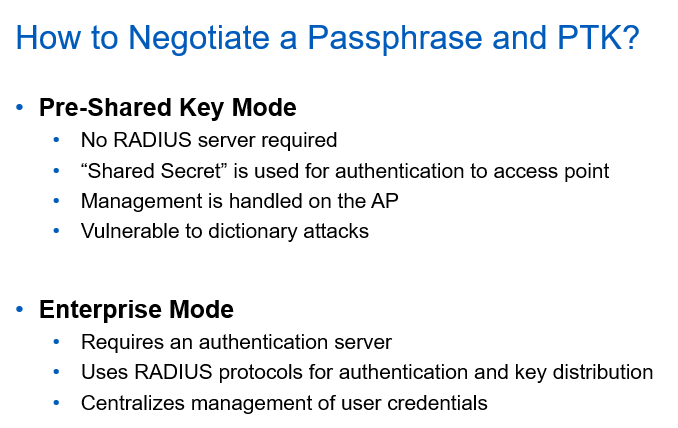 How to Negotiate a Passphrase and PTK?
• Pre-Shared Key Mode
• No RADIUS server required
• “Shared Secret” is used for authentication to access point
• Management is handled on the AP
• Vulnerable to dictionary attacks
• Enterprise Mode
• Requires an authentication server
• Uses RADIUS protocols for authentication and key distribution
• Centralizes management of user credentials